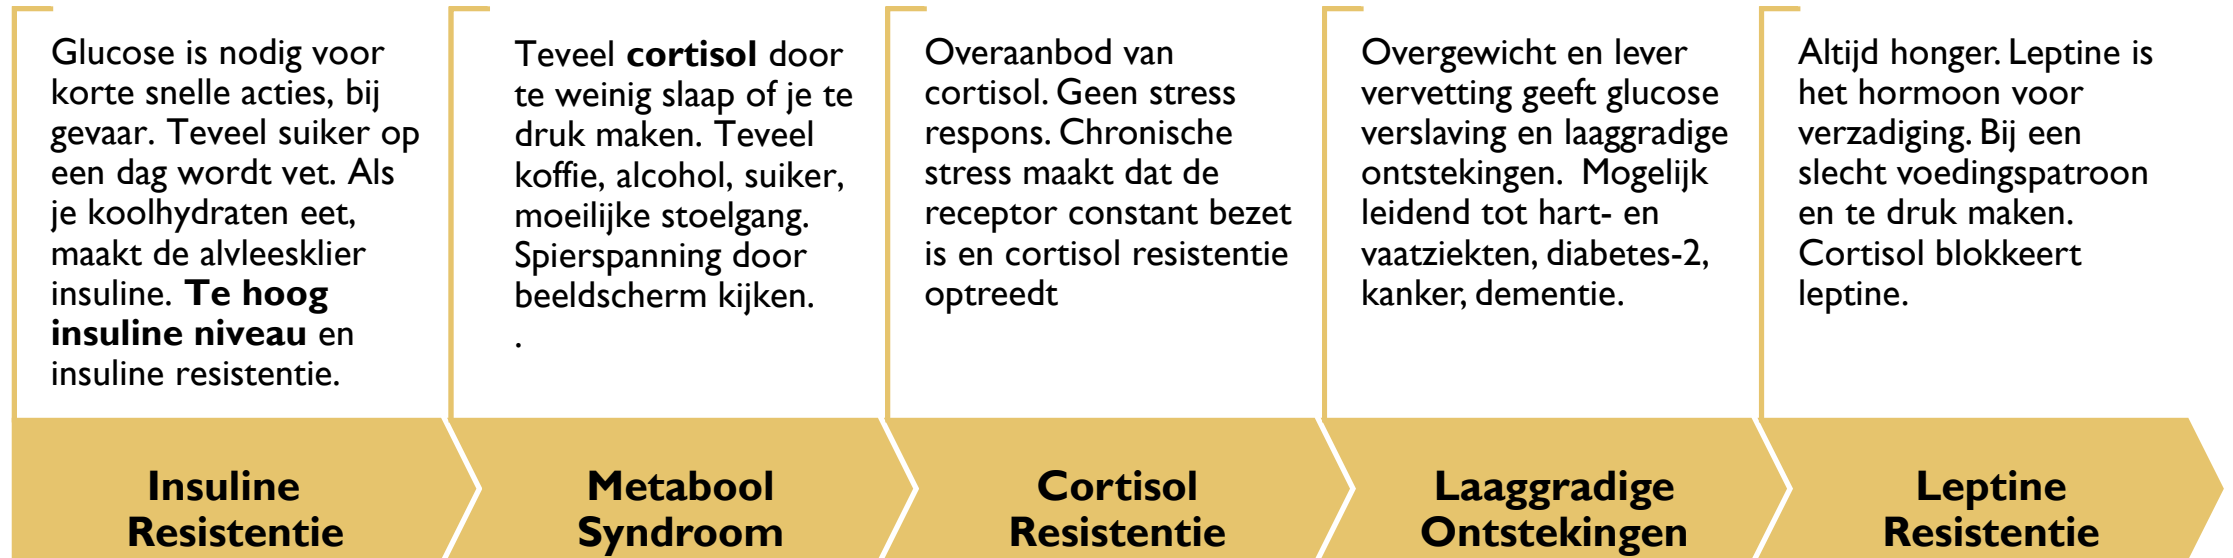 Glucose is nodig voor
korte snelle acties, bij
gevaar. Teveel suiker op
een dag wordt vet. Als
je koolhydraten eet,
maakt de alvleesklier
insuline. Te hoog
insuline niveau en
insuline resistentie.
Insuline
Resistentie
Teveel cortisol door
te weinig slaap of je te
druk maken. Teveel
koffie, alcohol, suiker,
moeilijke stoelgang.
Spierspanning door
beeldscherm kijken.
.
Metabool
Syndroom
Overaanbod van
cortisol. Geen stress
respons. Chronische
stress maakt dat de
receptor constant bezet
is en cortisol resistentie
optreedt
Cortisol
Resistentie
Overgewicht en lever
vervetting geeft glucose
verslaving en laaggradige
ontstekingen. Mogelijk
leidend tot hart- en
vaatziekten, diabetes-2,
kanker, dementie.
Laaggradige
Ontstekingen
Altijd honger. Leptine is
het hormoon voor
verzadiging. Bij een
slecht voedingspatroon
en te druk maken.
Cortisol blokkeert
leptine.
Leptine
Resistentie